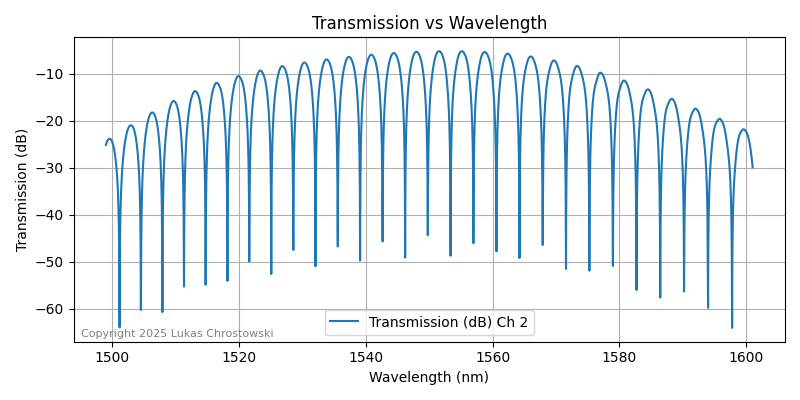 Transmission vs Wavelength
Transmission (dB)
−10
−20
−30
−40
−50
−60
Transmission (dB) Ch 2
Copyright 2025 Lukas Chrostowski
1500
1520
1540
1560
1580
1600
Wavelength (nm)